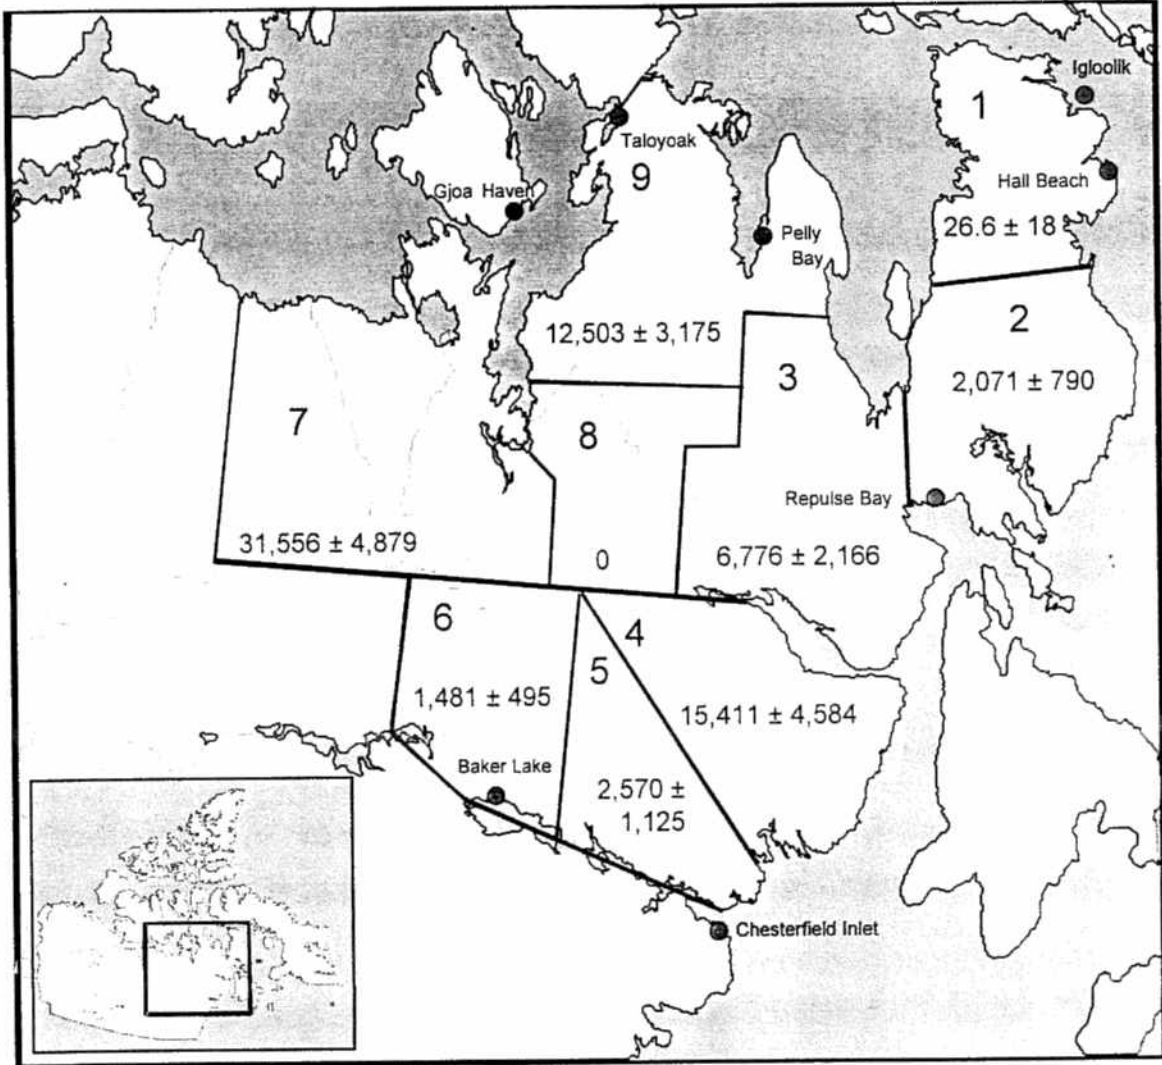 Igloolik
1
Taloyoak
9
Hall Beach
Gjoa Haven
26.6 ± 18
Pelly
Bay
2
12,503 ± 3,175
3
2,071 ± 790
7
8
Repulse Bay
31,556 ± 4,879
0
6,776 ± 2,166
6
4
5
1,481 ± 495
15,411 ± 4,584
Baker Lake
2,570 ±
1,125
Chesterfield Inlet